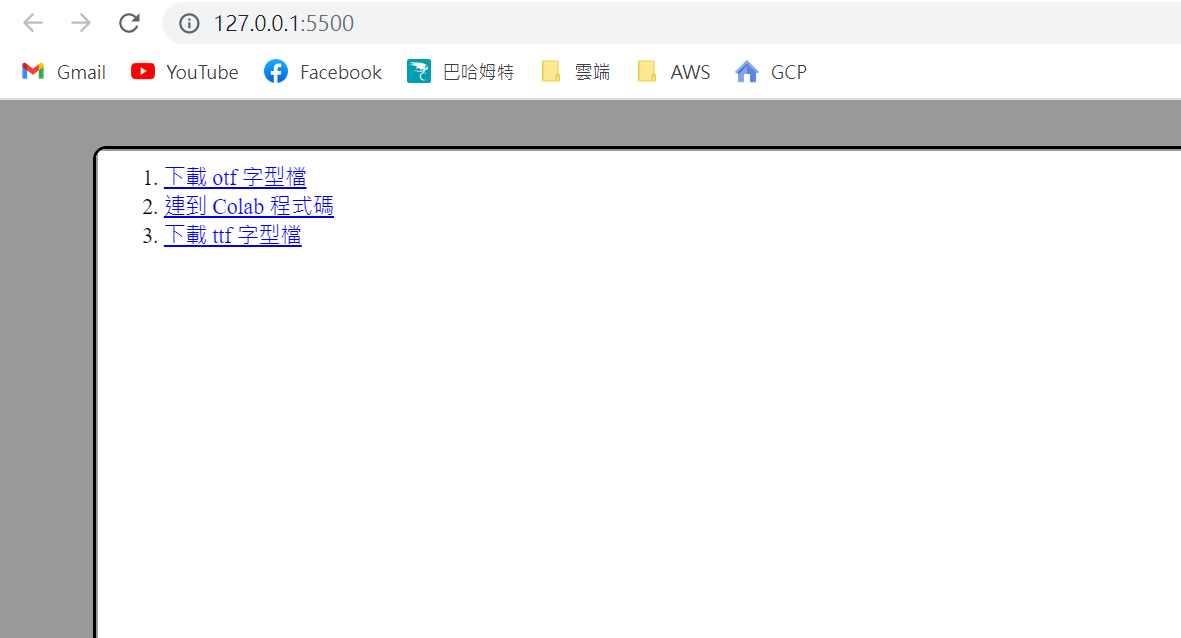 127.0.0.1:5500
Gmail YouTube Facebook 巴哈姆特 雲端 AWS GCP
1. 下載 otf 字型檔
2. 連到 Colab 程式碼
3. 下載 ttf 字型檔